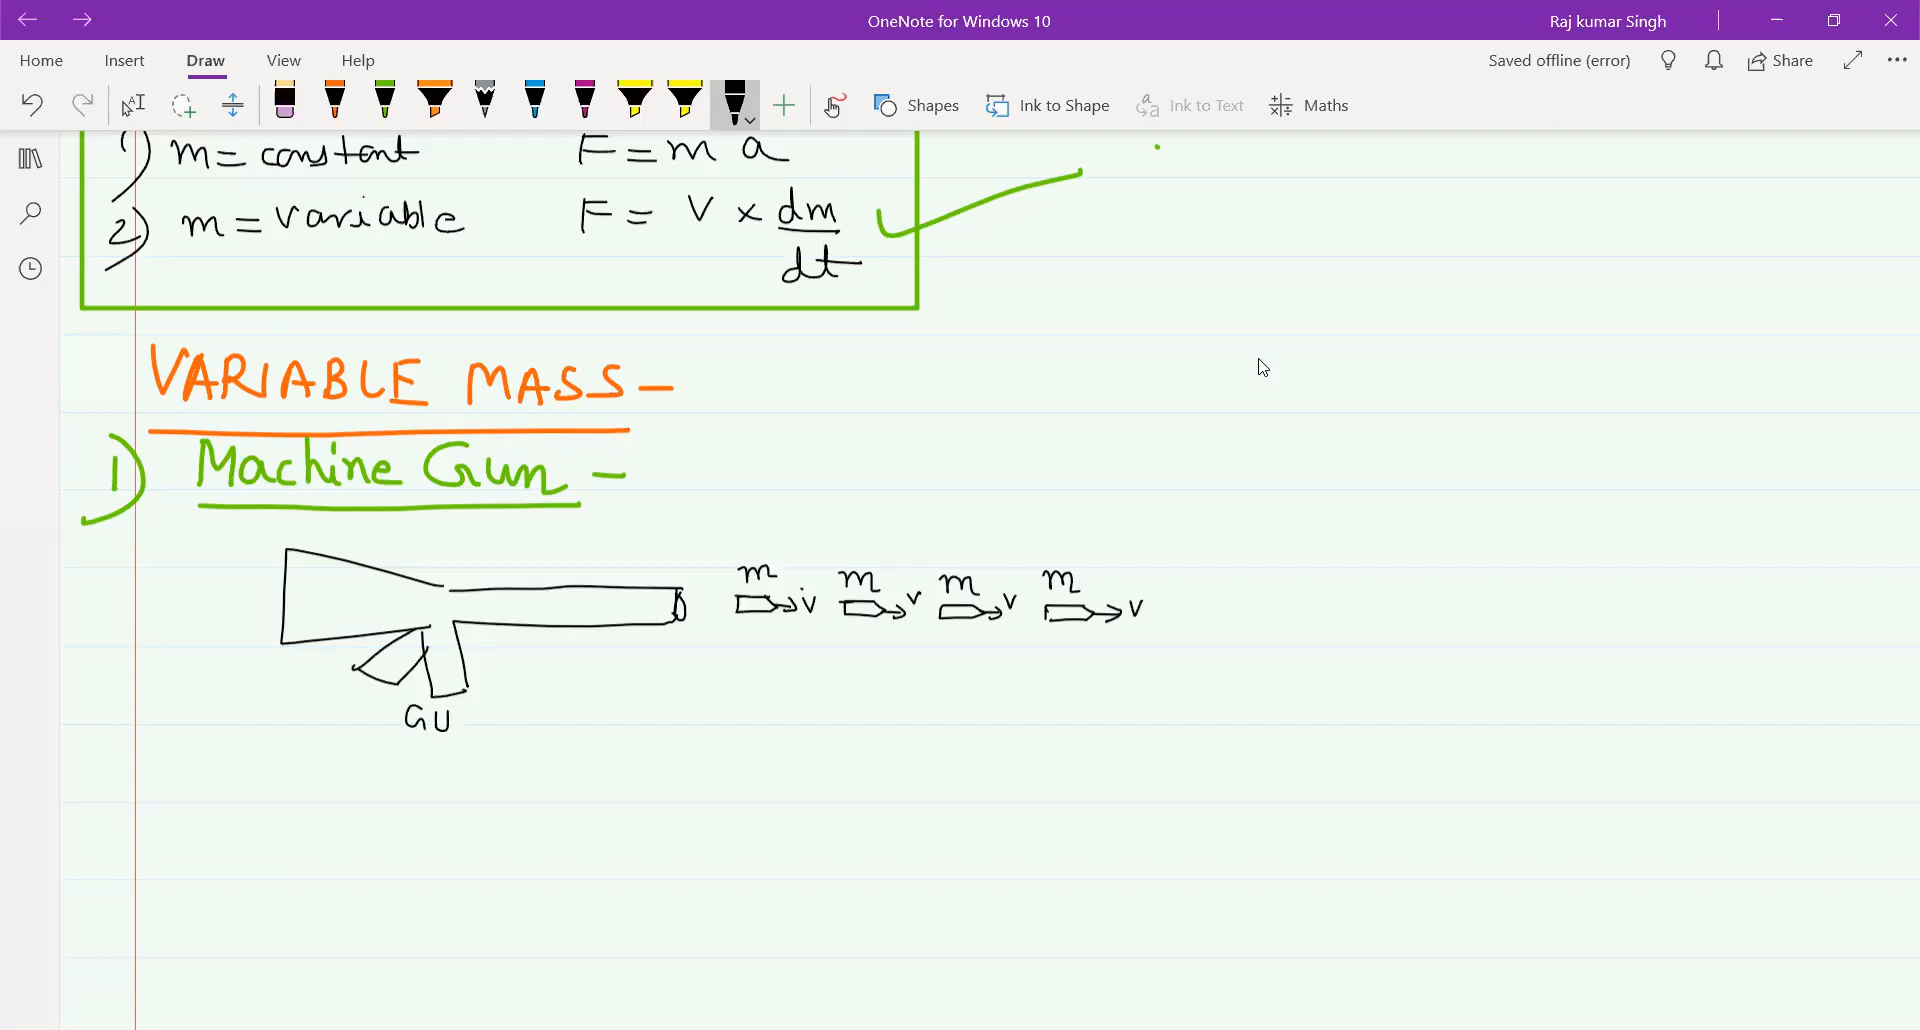 OneNote for Windows 10
Raj kumar Singh
Home Insert Draw View Help
Saved offline (error) Share
Shapes Ink to Shape Ink to Text Maths
1) m = constant F = m a
2) m = variable F = V × dm/dt
VARIABLE MASS –
1) Machine Gun –
m m m m
v v v v
GU